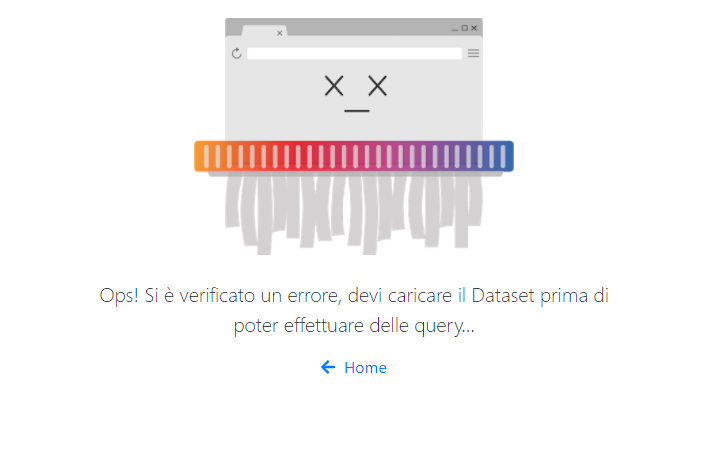 Ops! Si è verificato un errore, devi caricare il Dataset prima di
poter effettuare delle query...
Home